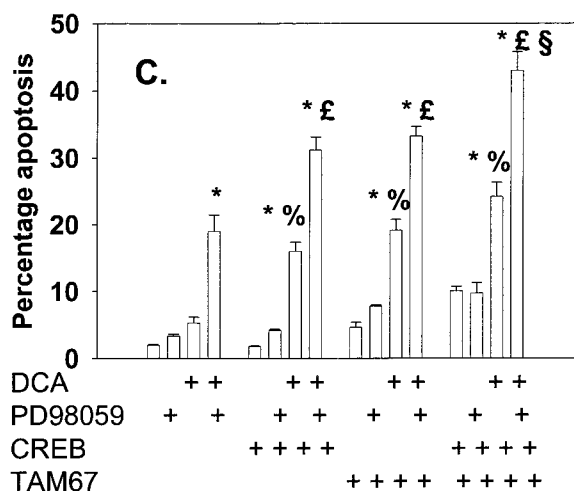 50
C.
* £ §
40
* £
* £
30
* %
* %
* %
20
*
10
0
Percentage apoptosis
DCA + + + + + + + +
PD98059 + + + + + + + +
CREB + + + + + + + +
TAM67 + + + + + + + +